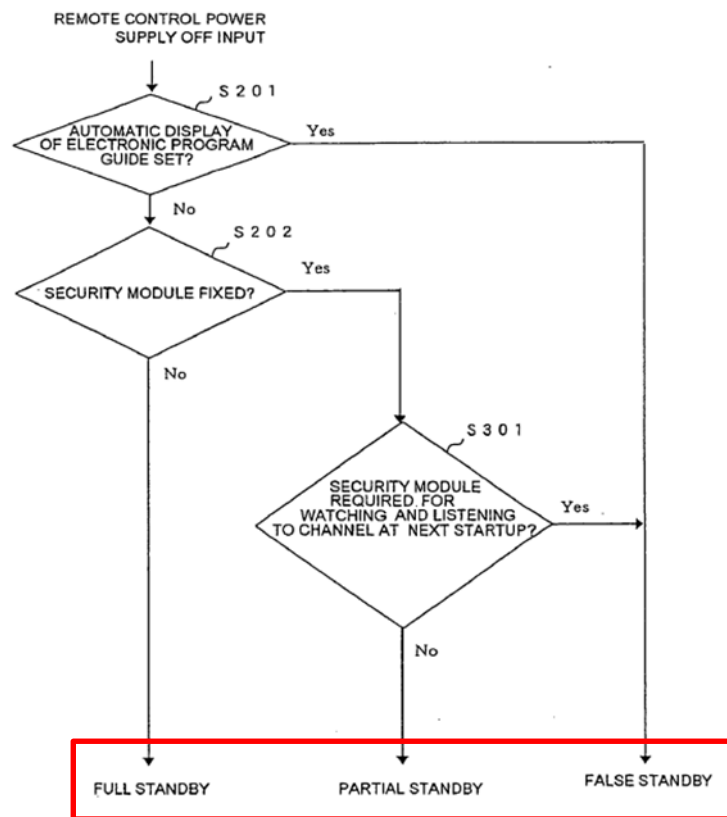 REMOTE CONTROL POWER
SUPPLY OFF INPUT
S201
AUTOMATIC DISPLAY
OF ELECTRONIC PROGRAM
GUIDE SET?
Yes
No
S202
SECURITY MODULE FIXED?
Yes
No
S301
SECURITY MODULE
REQUIRED FOR
WATCHING AND LISTENING
TO CHANNEL AT NEXT STARTUP?
Yes
No
FULL STANDBY
PARTIAL STANDBY
FALSE STANDBY